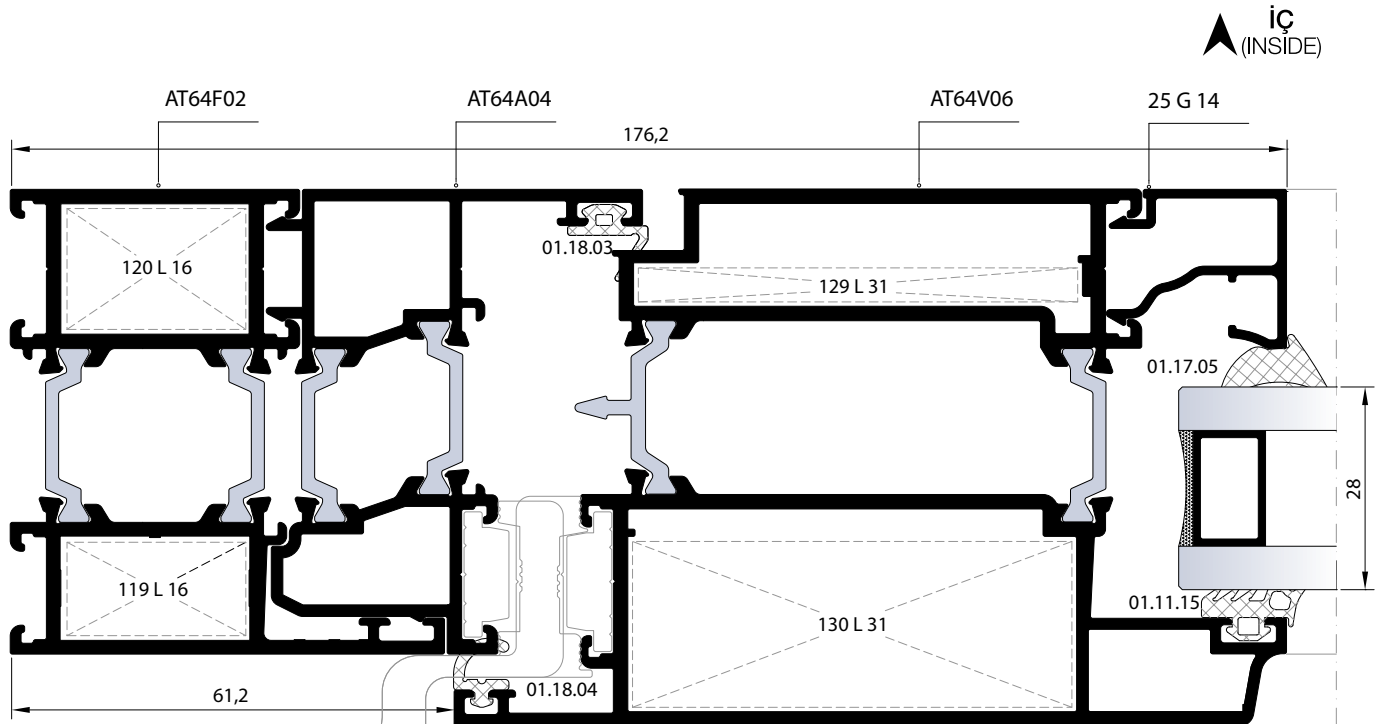 iÇ
(INSIDE)
AT64F02
AT64A04
AT64V06
25 G 14
176,2
01.18.03
120 L 16
129 L 31
01.17.05
28
119 L 16
01.11.15
130 L 31
01.18.04
61,2